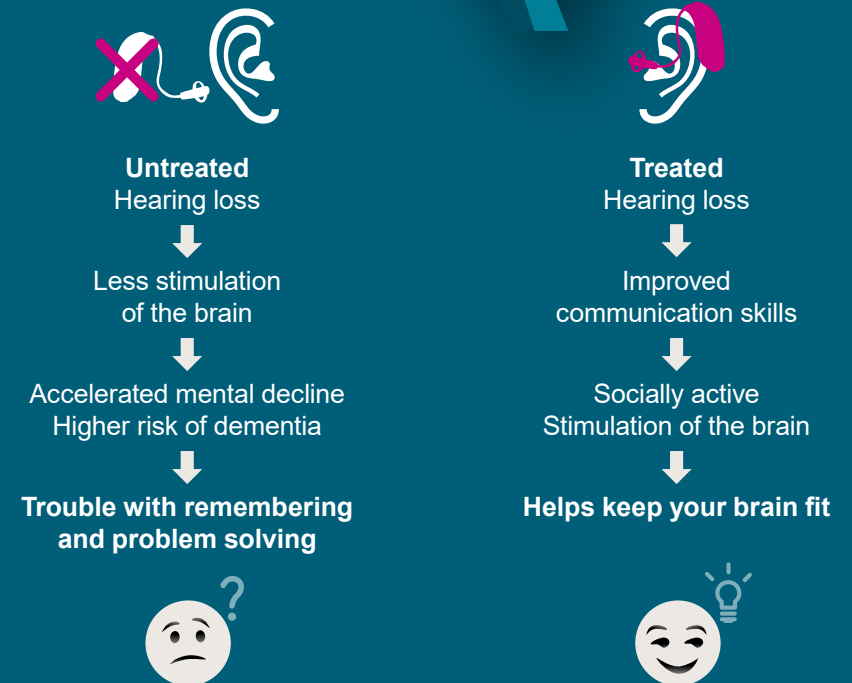 Untreated
Hearing loss
Less stimulation
of the brain
Accelerated mental decline
Higher risk of dementia
Trouble with remembering
and problem solving
?
Treated
Hearing loss
Improved
communication skills
Socially active
Stimulation of the brain
Helps keep your brain fit